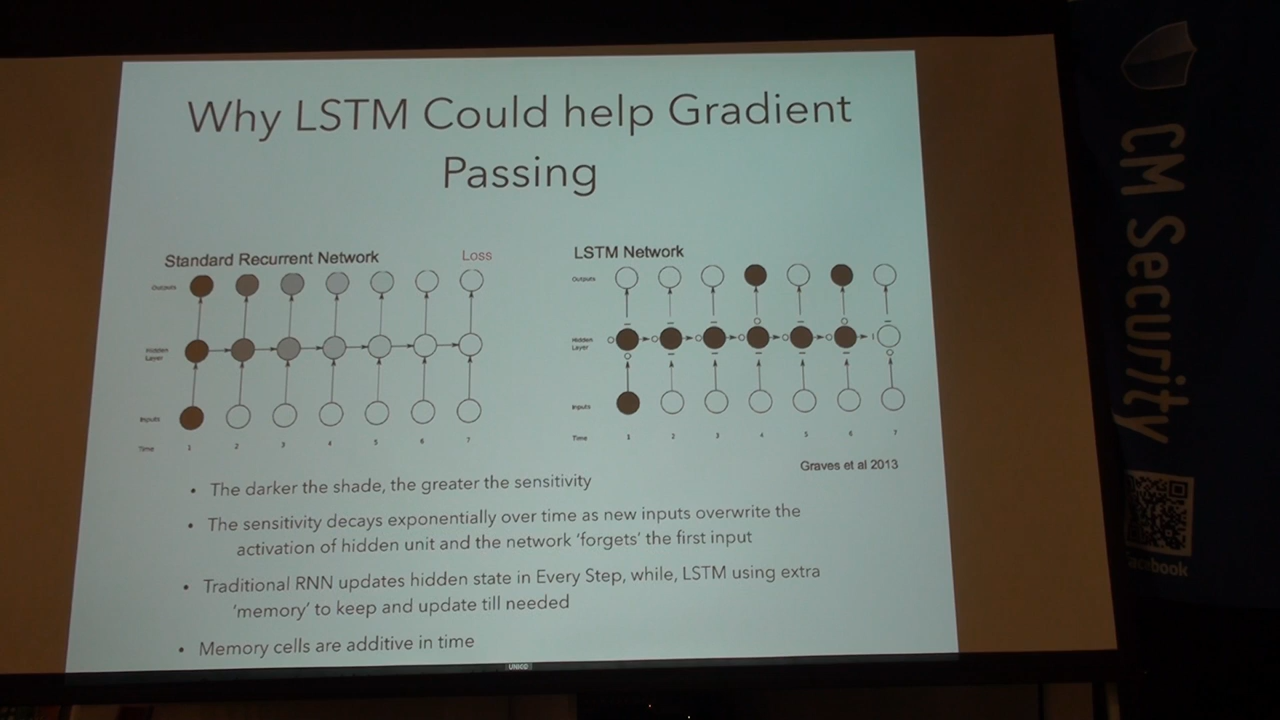 Why LSTM Could help Gradient
Passing
Standard Recurrent Network
Loss
Outputs
Hidden
Layer
Inputs
Time
1 2 3 4 5 6 7
LSTM Network
Outputs
Hidden
Layer
Inputs
Time
1 2 3 4 5 6 7
Graves et al 2013
• The darker the shade, the greater the sensitivity
• The sensitivity decays exponentially over time as new inputs overwrite the
activation of hidden unit and the network ‘forgets’ the first input
• Traditional RNN updates hidden state in Every Step, while, LSTM using extra
‘memory’ to keep and update till needed
• Memory cells are additive in time
CM Security
facebook